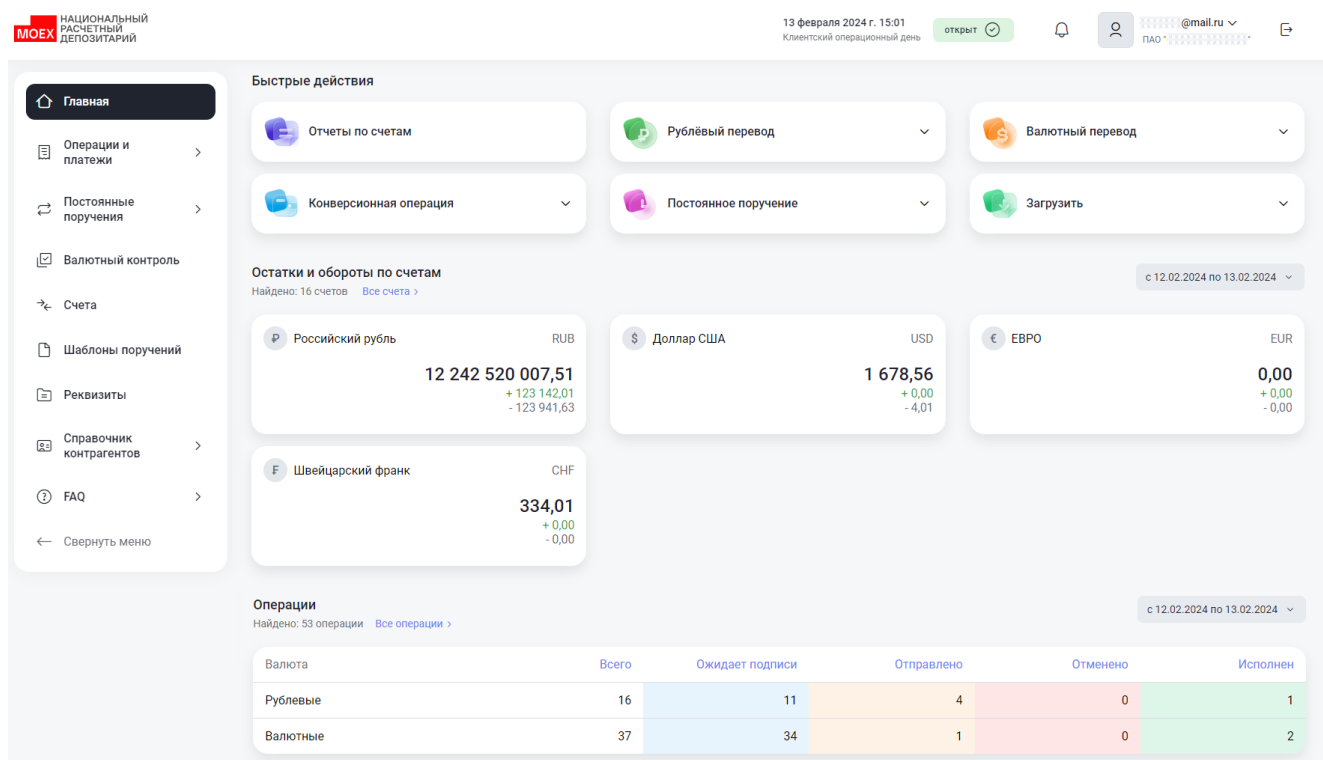 MOEX
НАЦИОНАЛЬНЫЙ
РАСЧЕТНЫЙ
ДЕПОЗИТАРИЙ
13 февраля 2024 г. 15:01
Клиентский операционный день
открыт
@mail.ru
ПАО "
"
Главная
Операции и
платежи
Постоянные
поручения
Валютный контроль
Счета
Шаблоны поручений
Реквизиты
Справочник
контрагентов
FAQ
Свернуть меню
Быстрые действия
Отчеты по счетам
Рублёвый перевод
Валютный перевод
Конверсионная операция
Постоянное поручение
Загрузить
Остатки и обороты по счетам
Найдено: 16 счетов Все счета >
с 12.02.2024 по 13.02.2024
₽ Российский рубль RUB
12 242 520 007,51
+ 123 142,01
- 123 941,63
$ Доллар США USD
1 678,56
+ 0,00
- 4,01
€ ЕВРО EUR
0,00
+ 0,00
- 0,00
₣ Швейцарский франк CHF
334,01
+ 0,00
- 0,00
Операции
Найдено: 53 операции Все операции >
с 12.02.2024 по 13.02.2024
Валюта Всего Ожидает подписи Отправлено Отменено Исполнен
Рублевые 16 11 4 0 1
Валютные 37 34 1 0 2